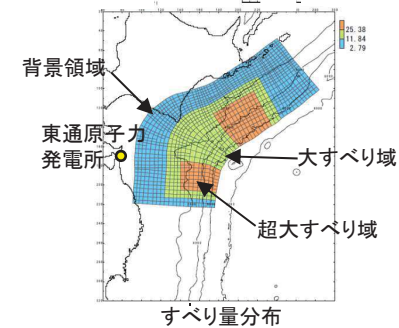 25.38
11.84
2.79
背景領域
東通原子力
発電所
大すべり域
超大すべり域
すべり量分布